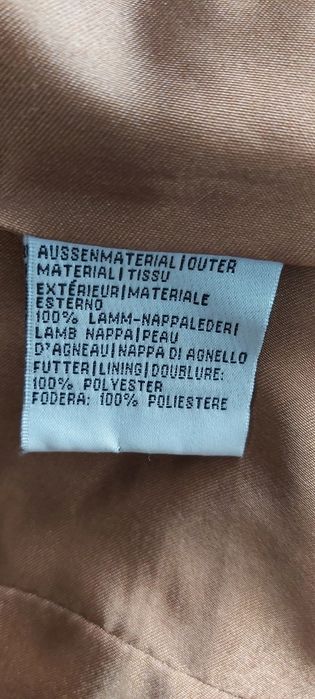 AUSSENMATERIAL|OUTER
MATERIAL|TISSU
EXTÉRIEUR|MATERIALE
ESTERNO
100% LAMM-NAPPALEDER|
LAMB NAPPA|PEAU
D'AGNEAU|NAPPA DI AGNELLO
FUTTER|LINING|DOUBLURE:
100% POLYESTER
FODERA: 100% POLIESTERE